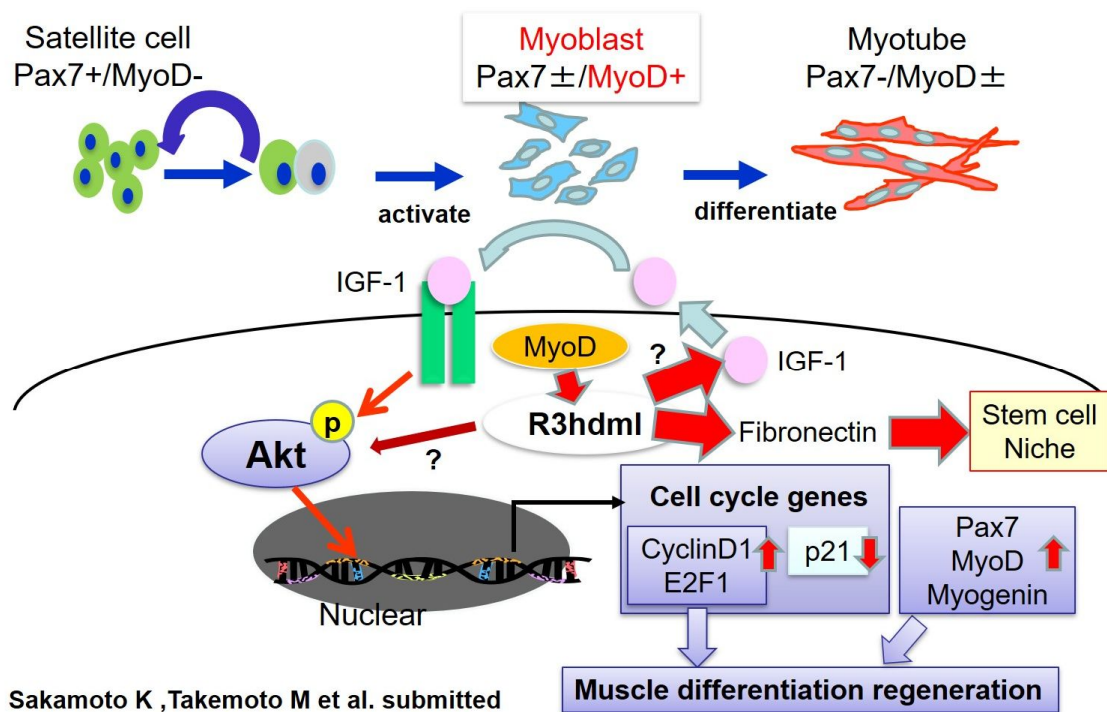 Satellite cell
Pax7+/MyoD-
Myoblast
Pax7±/MyoD+
Myotube
Pax7-/MyoD±
activate
differentiate
IGF-1
MyoD
?
IGF-1
R3hdml
Fibronectin
Stem cell
Niche
p
Akt
?
Cell cycle genes
CyclinD1
E2F1
p21
Pax7
MyoD
Myogenin
Nuclear
Muscle differentiation regeneration
Sakamoto K ,Takemoto M et al. submitted